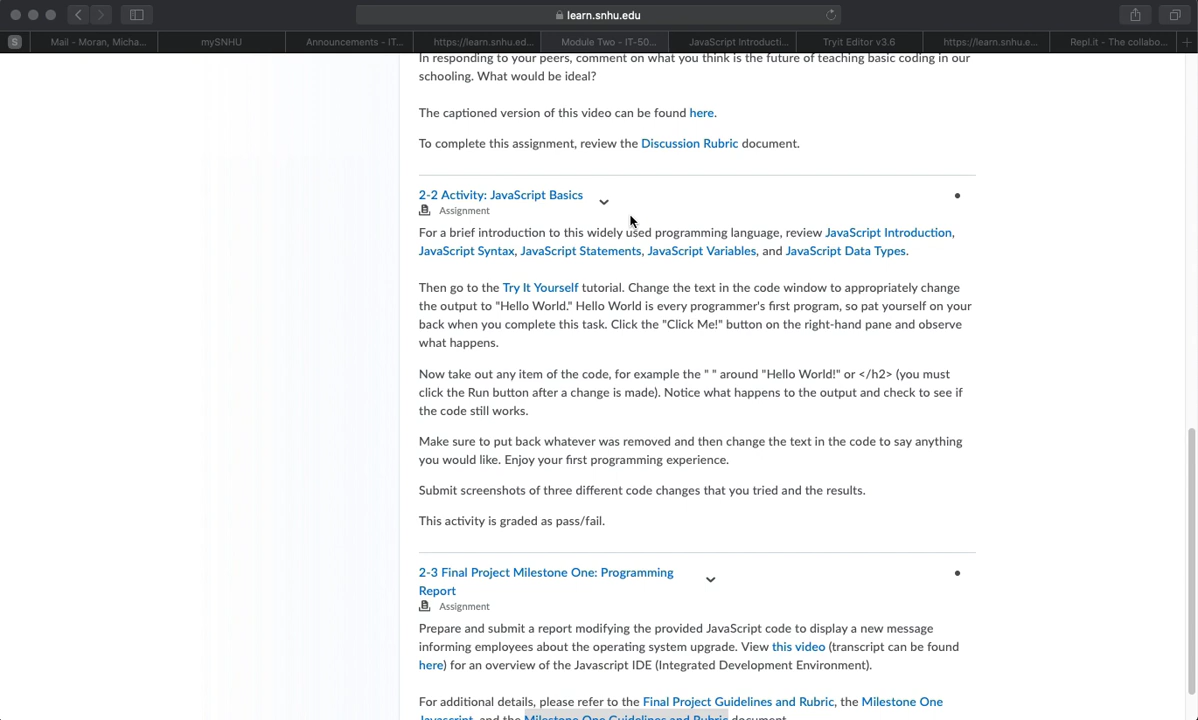 learn.snhu.edu
S
Mail - Moran, Micha...
mySNHU
Announcements - IT...
https://learn.snhu.ed...
Module Two - IT-50...
JavaScript Introducti...
Tryit Editor v3.6
https://learn.snhu.e...
Repl.it - The collabo...
In responding to your peers, comment on what you think is the future of teaching basic coding in our
schooling. What would be ideal?
The captioned version of this video can be found here.
To complete this assignment, review the Discussion Rubric document.
2-2 Activity: JavaScript Basics
Assignment
For a brief introduction to this widely used programming language, review JavaScript Introduction,
JavaScript Syntax, JavaScript Statements, JavaScript Variables, and JavaScript Data Types.
Then go to the Try It Yourself tutorial. Change the text in the code window to appropriately change
the output to "Hello World." Hello World is every programmer's first program, so pat yourself on your
back when you complete this task. Click the "Click Me!" button on the right-hand pane and observe
what happens.
Now take out any item of the code, for example the " " around "Hello World!" or </h2> (you must
click the Run button after a change is made). Notice what happens to the output and check to see if
the code still works.
Make sure to put back whatever was removed and then change the text in the code to say anything
you would like. Enjoy your first programming experience.
Submit screenshots of three different code changes that you tried and the results.
This activity is graded as pass/fail.
2-3 Final Project Milestone One: Programming
Report
Assignment
Prepare and submit a report modifying the provided JavaScript code to display a new message
informing employees about the operating system upgrade. View this video (transcript can be found
here) for an overview of the Javascript IDE (Integrated Development Environment).
For additional details, please refer to the Final Project Guidelines and Rubric, the Milestone One
Javascript, and the Milestone One Guidelines and Rubric document.